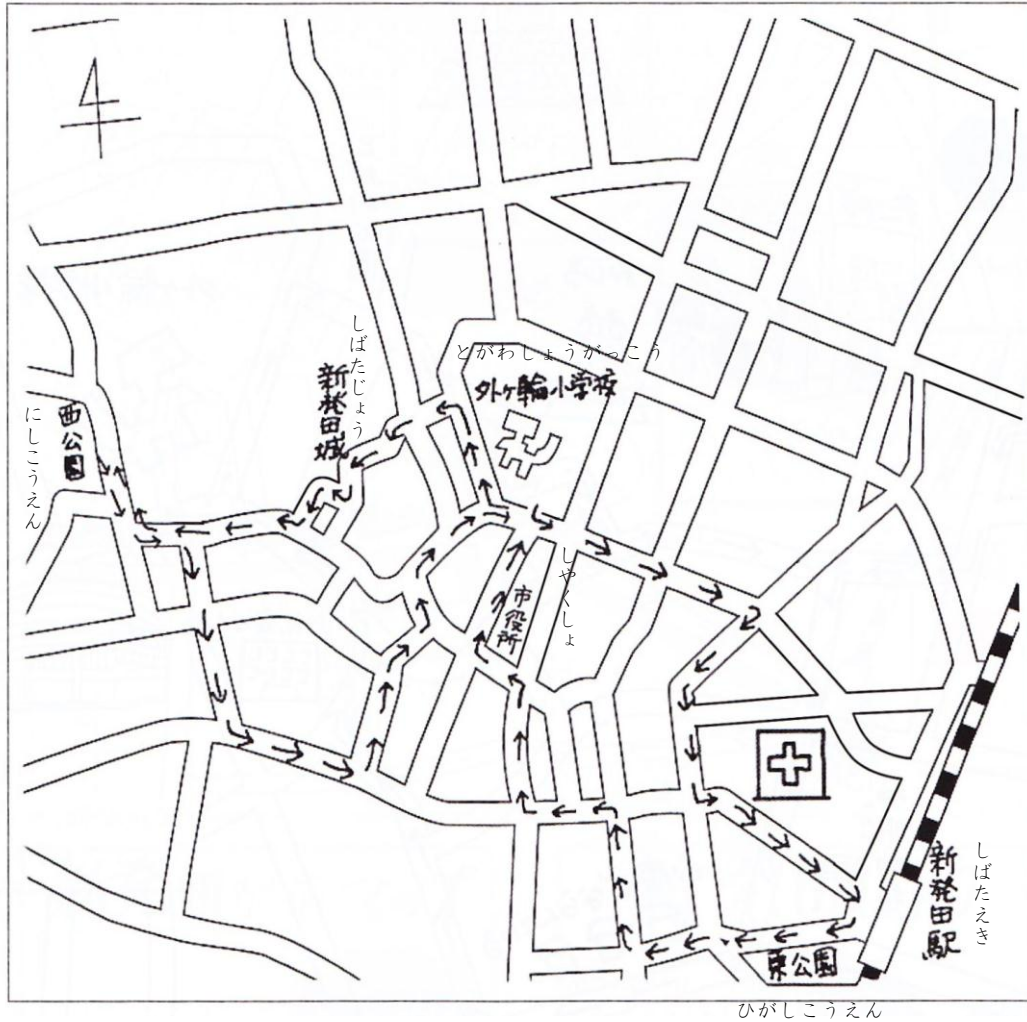 しばたじょう
新発田城
とがわしょうがっこう
外ヶ輪小学校
西公園
にしこうえん
しやくしょ
市役所
しばたえき
新発田駅
東公園
ひがしこうえん